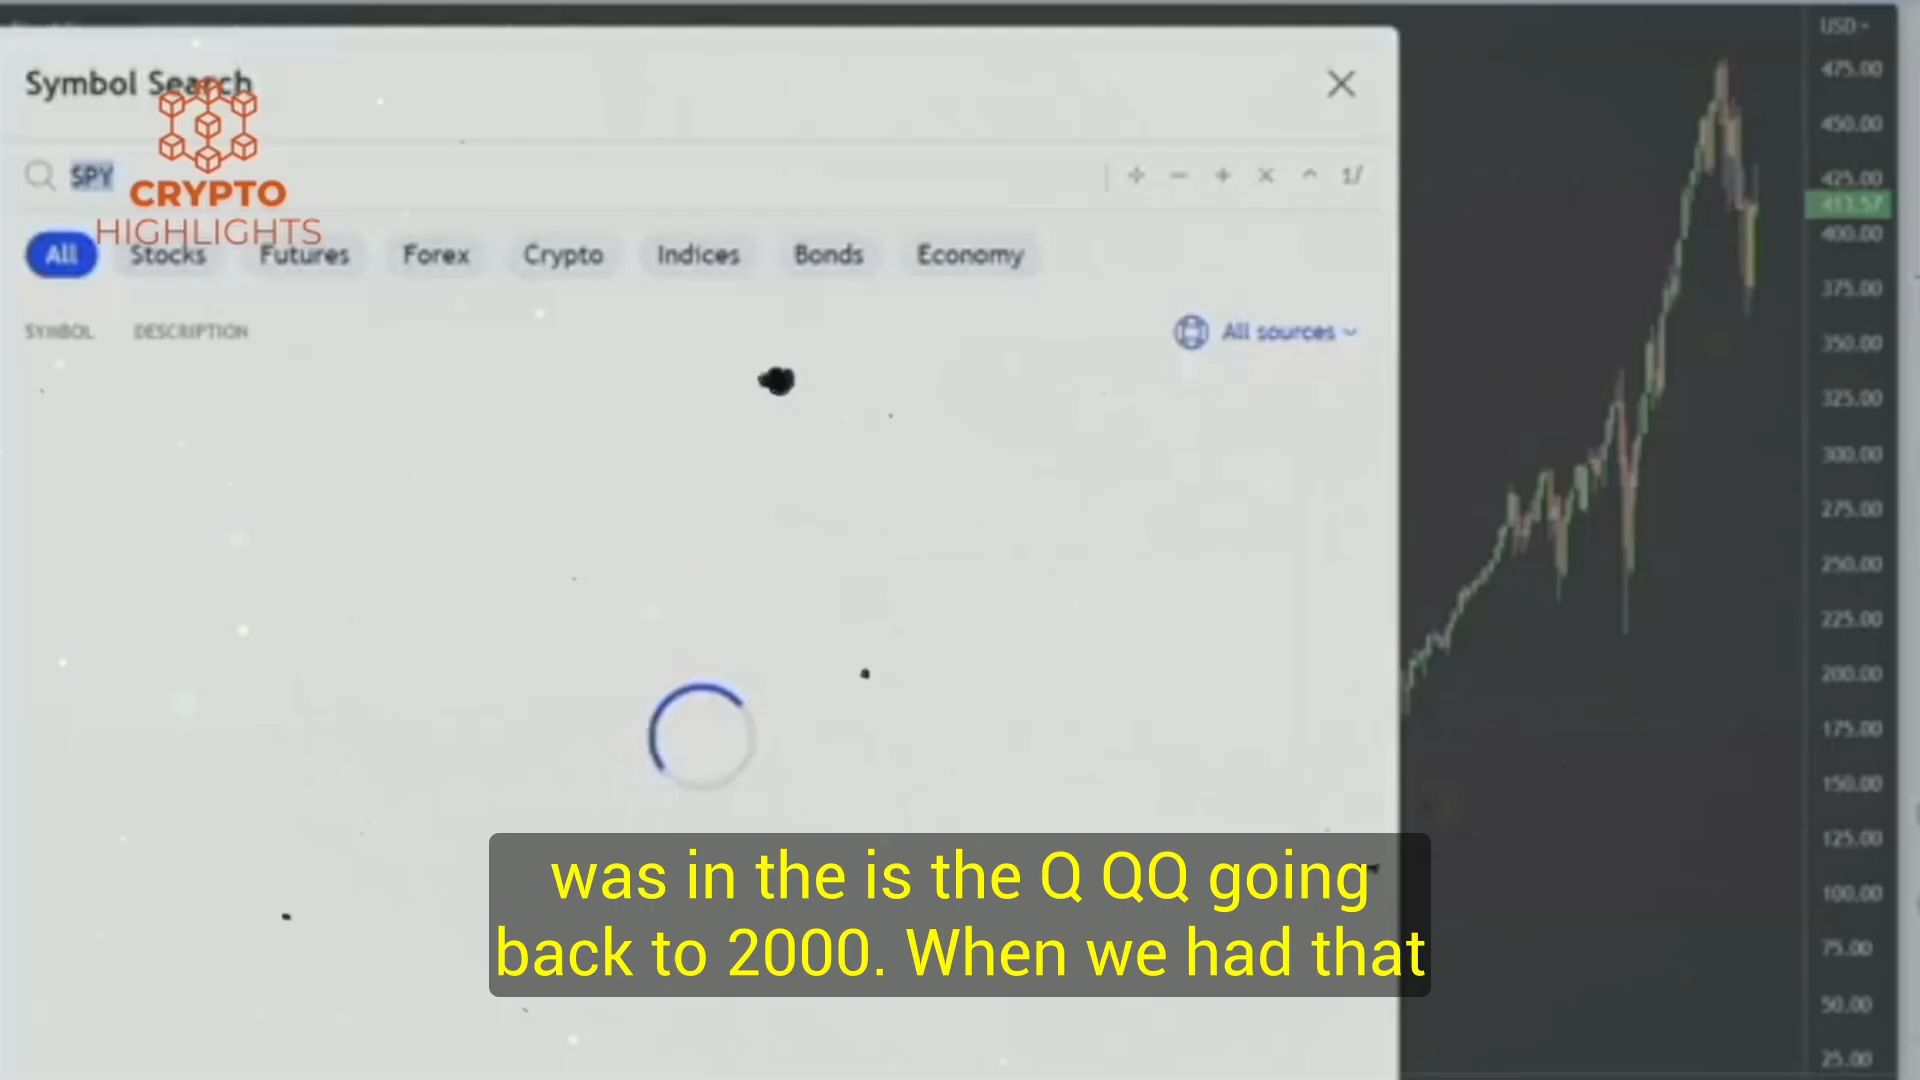 USD
Symbol Search
475.00
450.00
SPY
1/
CRYPTO
HIGHLIGHTS
425.00
413.57
400.00
All Stocks Futures Forex Crypto Indices Bonds Economy
375.00
SYMBOL DESCRIPTION All sources
350.00
325.00
300.00
275.00
250.00
225.00
200.00
175.00
150.00
125.00
100.00
75.00
50.00
25.00
was in the is the Q QQ going
back to 2000. When we had that